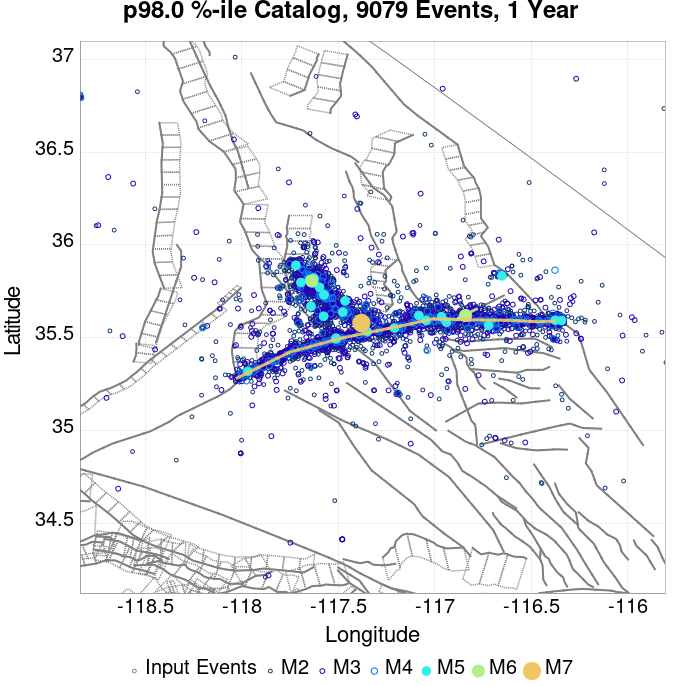 p98.0 %-ile Catalog, 9079 Events, 1 Year
37
36.5
36
35.5
35
34.5
Latitude
-118.5 -118 -117.5 -117 -116.5 -116
Longitude
Input Events M2 M3 M4 M5 M6 M7